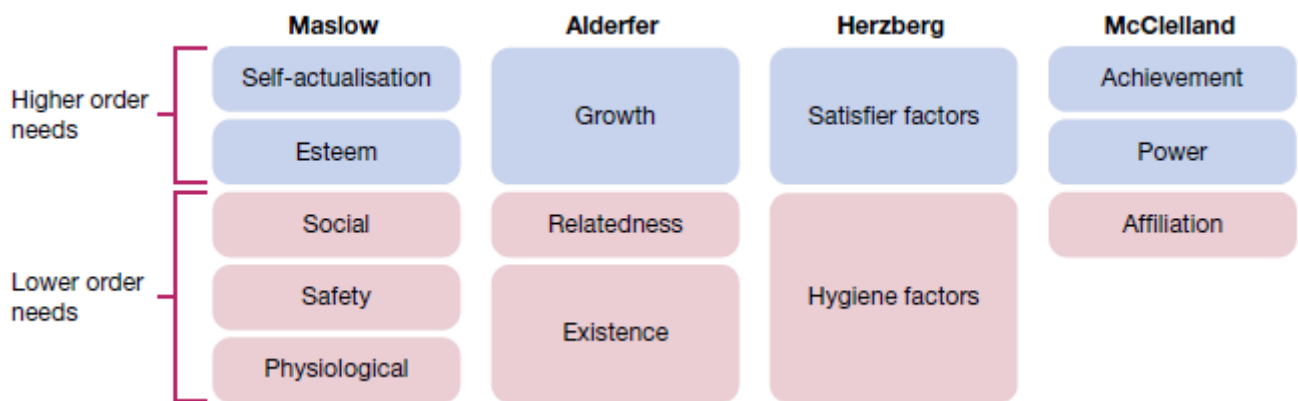 Maslow Alderfer Herzberg McClelland
Higher order
needs
Self-actualisation
Esteem
Growth
Satisfier factors
Achievement
Power
Lower order
needs
Social
Safety
Physiological
Relatedness
Existence
Hygiene factors
Affiliation